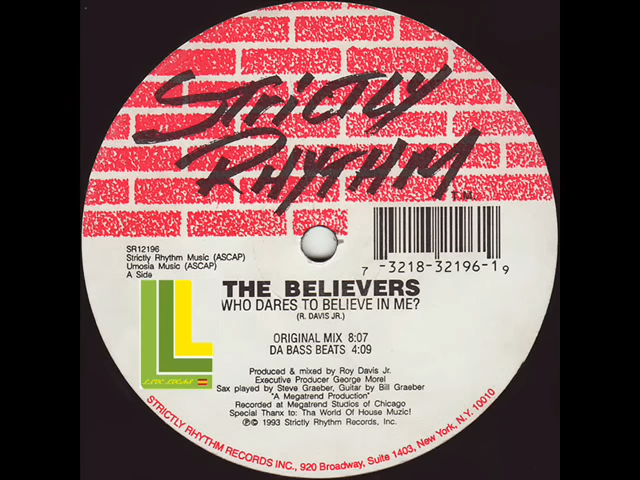 STRICTLY
RHYTHM
T.M.
SR12196
Strictly Rhythm Music (ASCAP)
Umosia Music (ASCAP)
A Side
7 -3218-32196-1 9
THE BELIEVERS
WHO DARES TO BELIEVE IN ME?
(R. DAVIS JR.)
ORIGINAL MIX 8:07
DA BASS BEATS 4:09
LLUC LUCAS
Produced & mixed by Roy Davis Jr.
Executive Producer George Morel
Sax played by Steve Graeber, Guitar by Bill Graeber
"A Megatrend Production"
Recorded at Megatrend Studios of Chicago
Special Thanx to: Tha World Of House Muzic!
℗© 1993 Strictly Rhythm Records, Inc.
STRICTLY RHYTHM RECORDS INC., 920 Broadway, Suite 1403, New York, N.Y. 10010